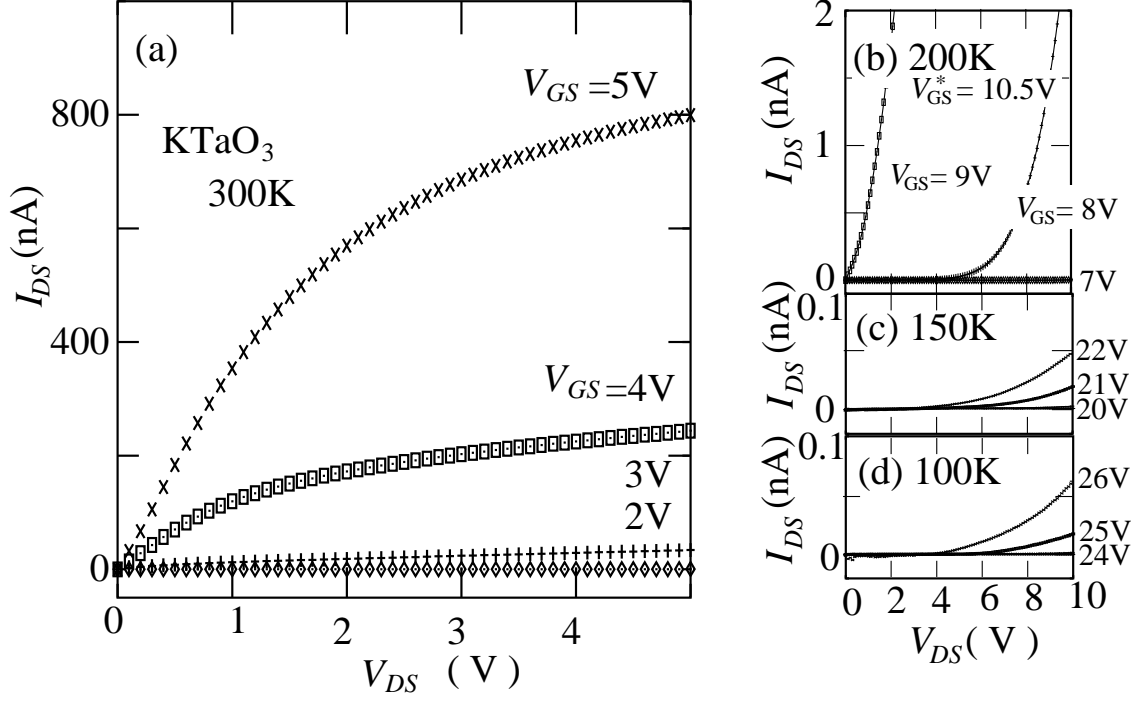 (a)
V_GS =5V
800
KTaO3
300K
I_DS (nA)
V_GS =4V
400
3V
2V
0
0 1 2 3 4
V_DS ( V )
2
(b) 200K
V*_GS = 10.5V
I_DS (nA)
1
V_GS = 9V
V_GS = 8V
0
7V
0.1
(c) 150K
I_DS (nA)
22V
21V
20V
0
0.1
(d) 100K
I_DS (nA)
26V
25V
24V
0
0 2 4 6 8 10
V_DS ( V )